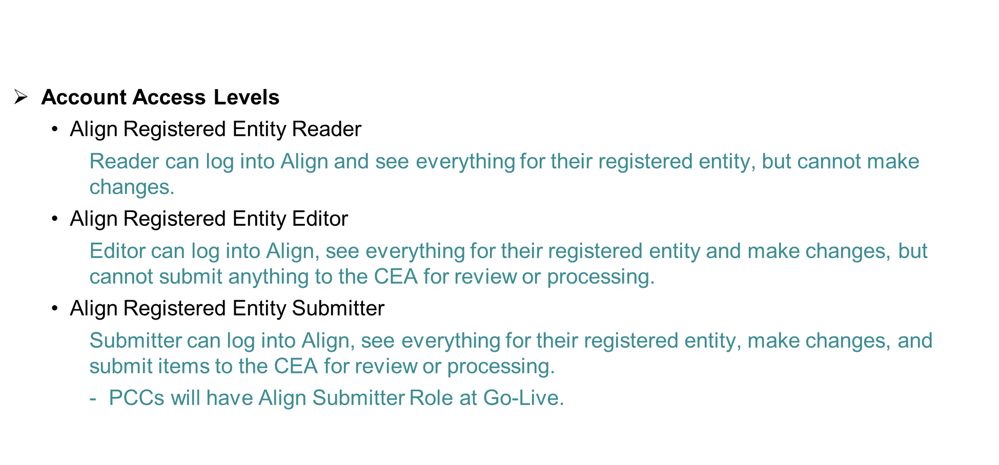 ➢ Account Access Levels
• Align Registered Entity Reader
Reader can log into Align and see everything for their registered entity, but cannot make
changes.
• Align Registered Entity Editor
Editor can log into Align, see everything for their registered entity and make changes, but
cannot submit anything to the CEA for review or processing.
• Align Registered Entity Submitter
Submitter can log into Align, see everything for their registered entity, make changes, and
submit items to the CEA for review or processing.
- PCCs will have Align Submitter Role at Go-Live.